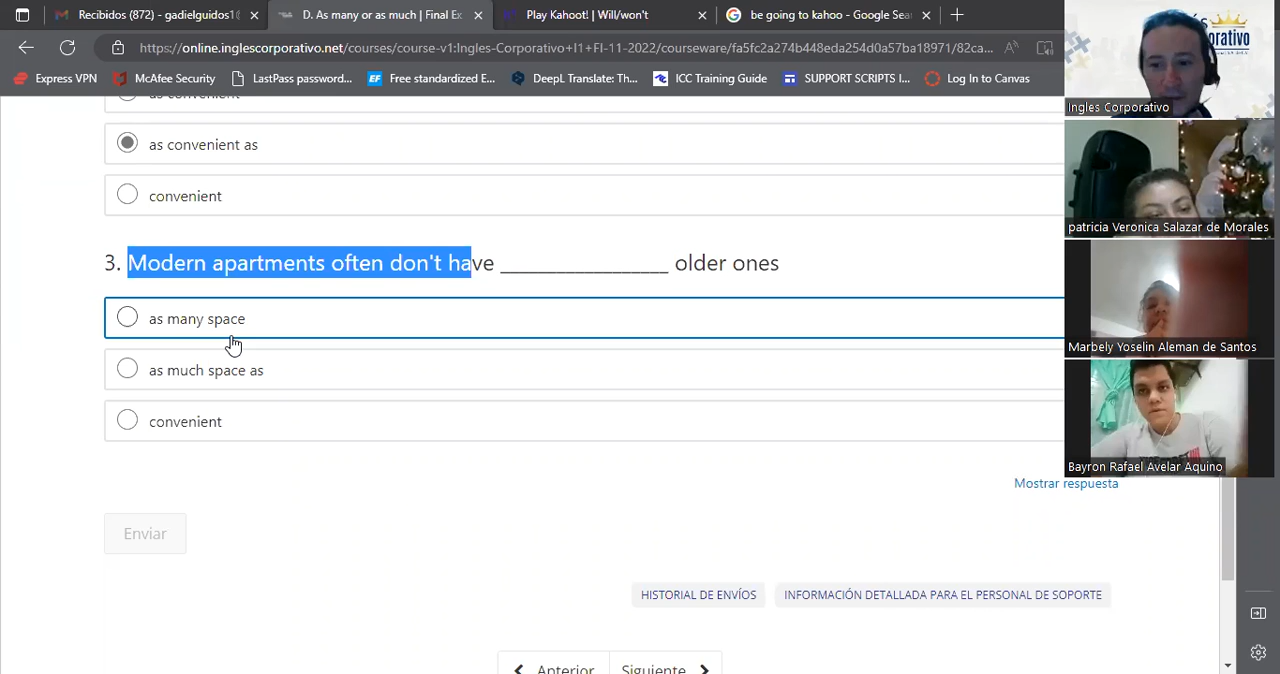 Recibidos (872) - gadielguidos1@
D. As many or as much | Final Ex
Play Kahoot! | Will/won't
be going to kahoo - Google Sear
https://online.inglescorporativo.net/courses/course-v1:Ingles-Corporativo+I1+FI-11-2022/courseware/fa5fc2a274b448eda254d0a57ba18971/82ca...
Express VPN
McAfee Security
LastPass password...
Free standardized E...
DeepL Translate: Th...
ICC Training Guide
SUPPORT SCRIPTS I...
Log In to Canvas
as convenient
as convenient as
convenient
3. Modern apartments often don't have _________________ older ones
as many space
as much space as
convenient
Mostrar respuesta
Enviar
HISTORIAL DE ENVÍOS
INFORMACIÓN DETALLADA PARA EL PERSONAL DE SOPORTE
Anterior
Siguiente
Ingles Corporativo
patricia Veronica Salazar de Morales
Marbely Yoselin Aleman de Santos
Bayron Rafael Avelar Aquino